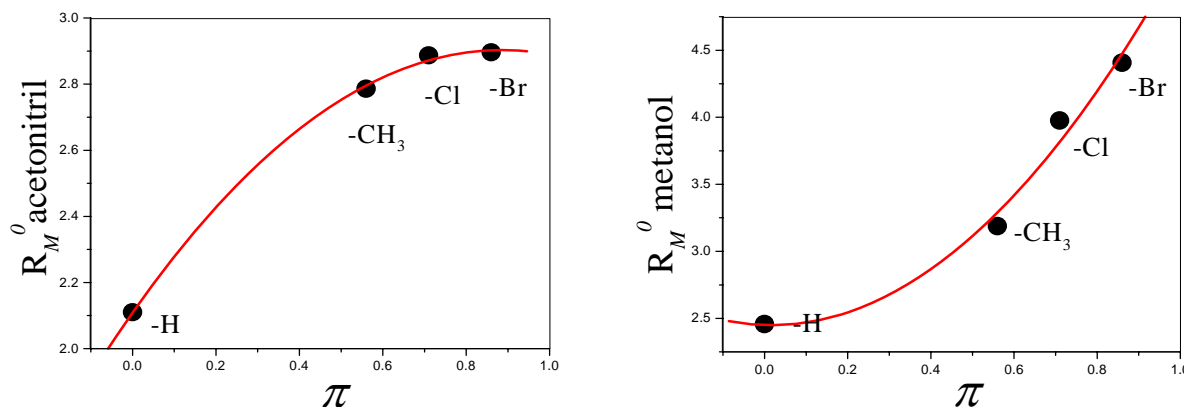 R_M^0 acetonitril
3.0
2.8
2.6
2.4
2.2
2.0
-H
-CH₃
-Cl
-Br
0.0 0.2 0.4 0.6 0.8 1.0
π
R_M^0 metanol
4.5
4.0
3.5
3.0
2.5
-H
-CH₃
-Cl
-Br
0.0 0.2 0.4 0.6 0.8 1.0
π